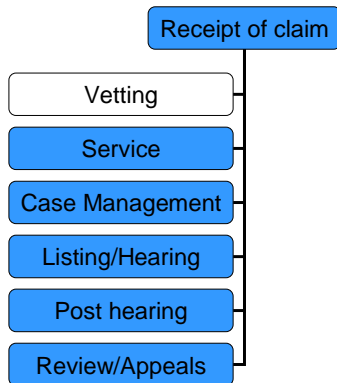 Receipt of claim
Vetting
Service
Case Management
Listing/Hearing
Post hearing
Review/Appeals